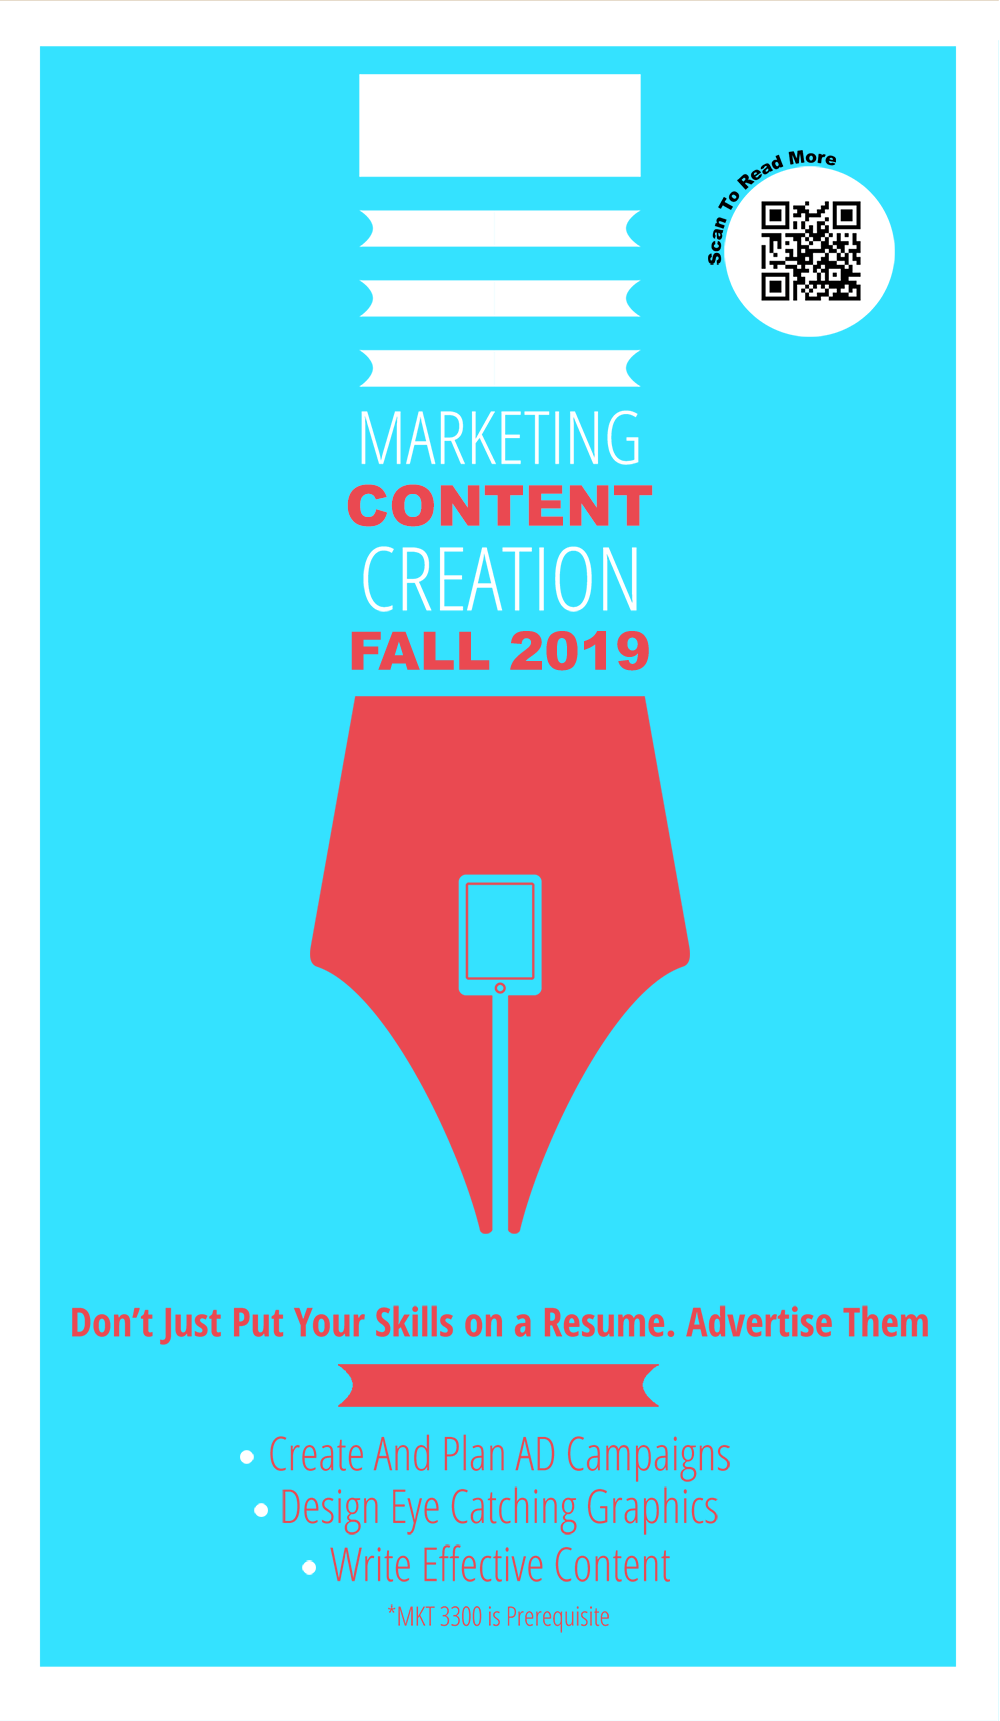 Scan To Read More
MARKETING
CONTENT
CREATION
FALL 2019
Don’t Just Put Your Skills on a Resume. Advertise Them
• Create And Plan AD Campaigns
• Design Eye Catching Graphics
• Write Effective Content
*MKT 3300 is Prerequisite